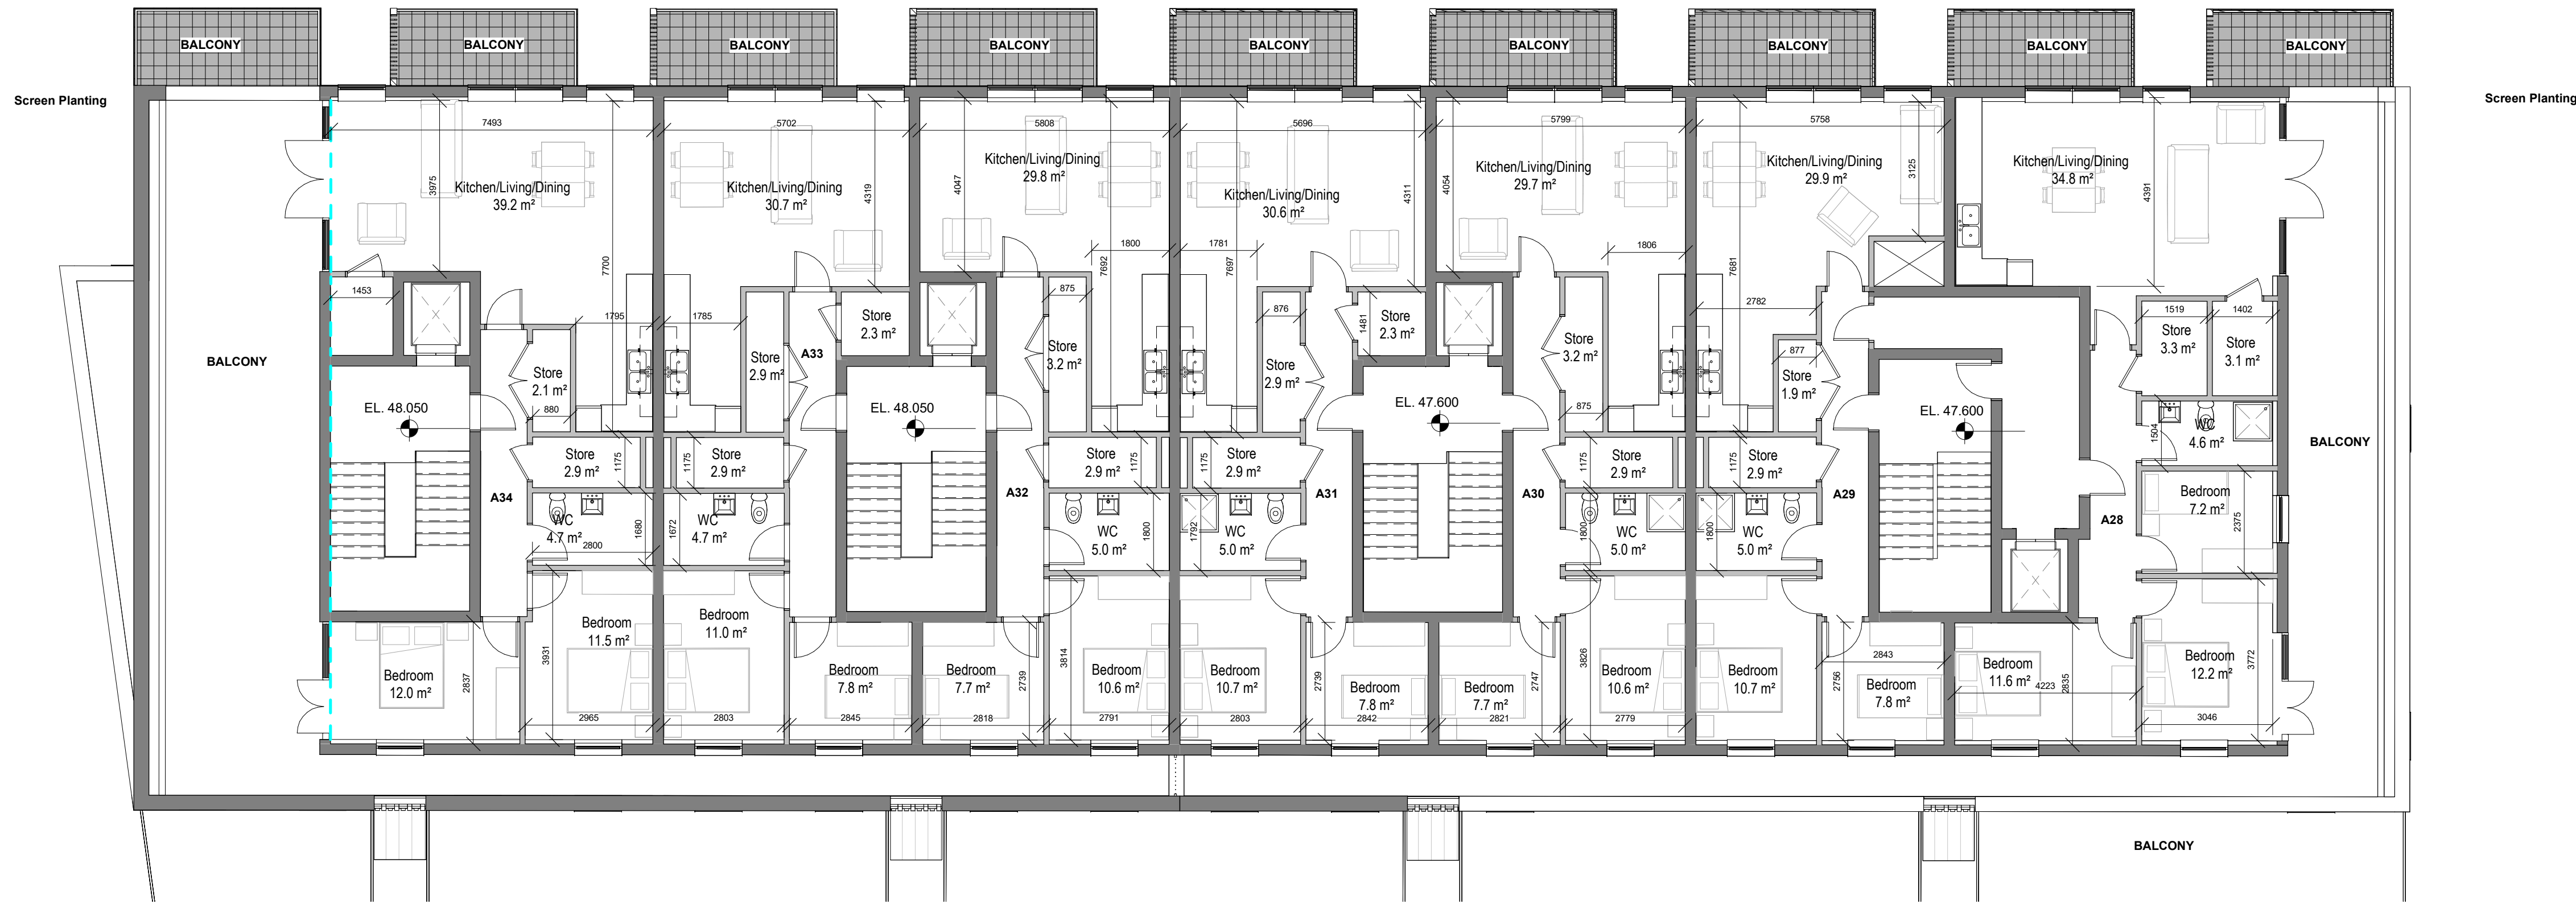 BALCONY
BALCONY
BALCONY
BALCONY
BALCONY
BALCONY
BALCONY
BALCONY
BALCONY
Screen Planting
Screen Planting
7493
5702
5808
5696
5799
5758
Kitchen/Living/Dining
39.2 m²
Kitchen/Living/Dining
30.7 m²
Kitchen/Living/Dining
29.8 m²
Kitchen/Living/Dining
30.6 m²
Kitchen/Living/Dining
29.7 m²
Kitchen/Living/Dining
29.9 m²
Kitchen/Living/Dining
34.8 m²
3975
7700
4319
4047
7692
1800
1781
7697
4311
4054
1806
7681
3125
4391
1453
1795
1785
875
876
1481
2782
877
1519
1402
Store
2.1 m²
880
Store
2.9 m²
A33
Store
2.3 m²
Store
3.2 m²
Store
2.9 m²
Store
2.3 m²
Store
3.2 m²
875
Store
1.9 m²
Store
3.3 m²
Store
3.1 m²
BALCONY
EL. 48.050
EL. 48.050
EL. 47.600
EL. 47.600
BALCONY
Store
2.9 m²
1175
1175
Store
2.9 m²
Store
2.9 m²
1175
1175
Store
2.9 m²
Store
2.9 m²
1175
1175
Store
2.9 m²
1504
WC
4.6 m²
A34
A32
A31
A30
A29
A28
WC
4.7 m²
1680
2800
1672
WC
4.7 m²
WC
5.0 m²
1800
1792
WC
5.0 m²
1800
WC
5.0 m²
1800
WC
5.0 m²
Bedroom
7.2 m²
2375
Bedroom
12.0 m²
2837
3931
Bedroom
11.5 m²
Bedroom
11.0 m²
Bedroom
7.8 m²
Bedroom
7.7 m²
2739
3814
Bedroom
10.6 m²
Bedroom
10.7 m²
2739
Bedroom
7.8 m²
Bedroom
7.7 m²
2747
3826
Bedroom
10.6 m²
Bedroom
10.7 m²
2756
2843
Bedroom
7.8 m²
Bedroom
11.6 m²
4223
2835
Bedroom
12.2 m²
3772
3046
2965
2803
2845
2818
2791
2803
2842
2821
2779
BALCONY